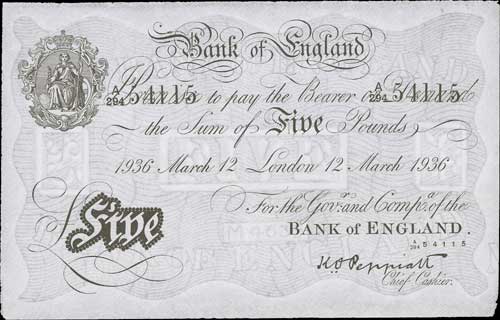 Bank of England
A/294 54115 A/294 54115
Promise to pay the Bearer on Demand
the Sum of Five Pounds
1936 March 12 London 12 March 1936
For the Govr. and Compa. of the
BANK of ENGLAND.
£ Five
A/294 54115
K.O. Peppiatt
Chief Cashier.